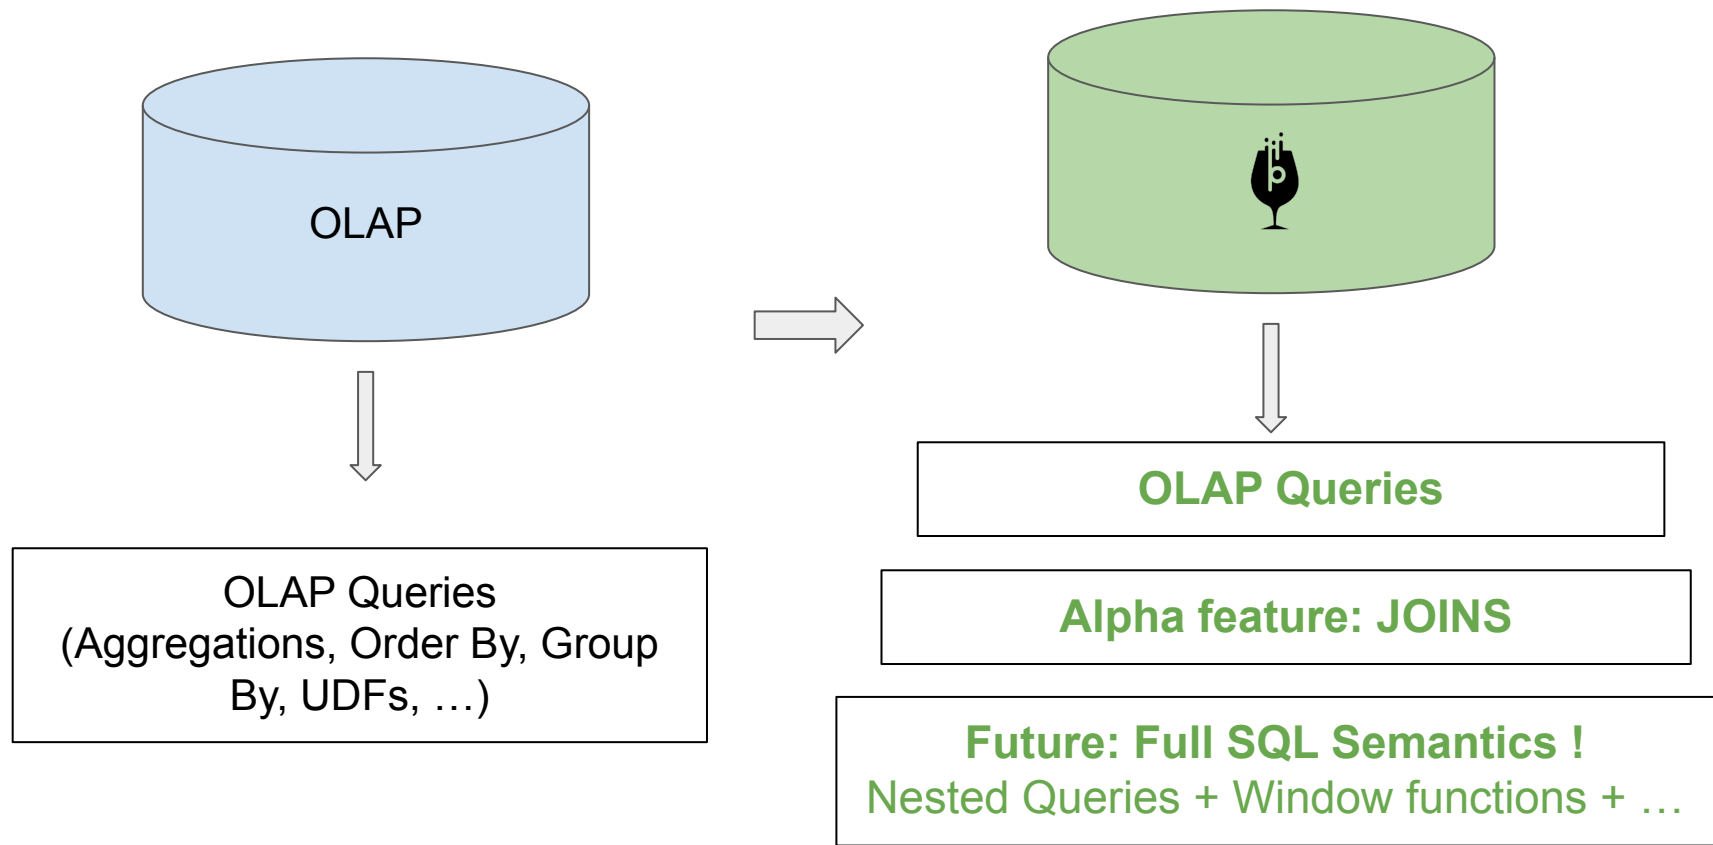 OLAP
OLAP Queries
(Aggregations, Order By, Group
By, UDFs, …)
p
OLAP Queries
Alpha feature: JOINS
Future: Full SQL Semantics !
Nested Queries + Window functions + …